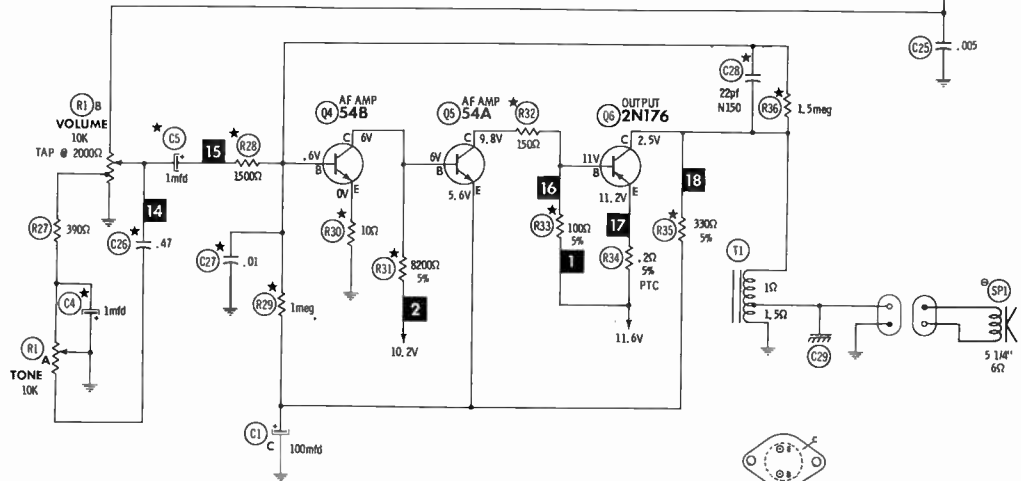 C25 .005
R1 B
VOLUME
10K
TAP @ 2000Ω
C5
1mfd
15
R28
1500Ω
Q4
AF AMP
54B
C 6V
.6V
B
0V E
R30 10Ω
Q5
AF AMP
54A
C 9.8V
6V
B
5.6V E
R32
150Ω
Q6
OUTPUT
2N176
C 2.5V
11V
B
11.2V E
C28
22pf
N150
R36 1.5meg
14
R27 390Ω
C26 .47
C4 1mfd
R1 A
TONE
10K
C27 .01
R29 1meg
R31 8200Ω
5%
2
10.2V
16
R33 100Ω
5%
1
17
R34 .2Ω
5%
PTC
11.6V
18
R35 330Ω
5%
T1
1Ω
1.5Ω
C29
SP1
5 1/4"
6Ω
C1 C 100mfd
C
E
B